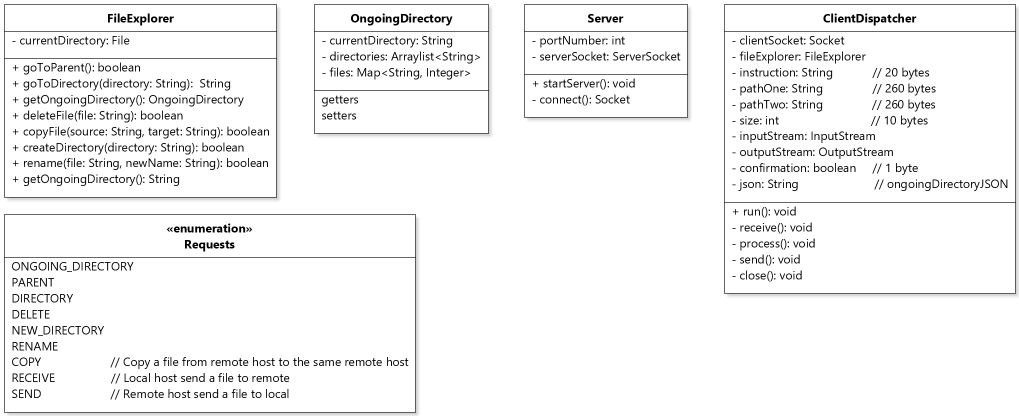 FileExplorer
- currentDirectory: File
+ goToParent(): boolean
+ goToDirectory(directory: String): String
+ getOngoingDirectory(): OngoingDirectory
+ deleteFile(file: String): boolean
+ copyFile(source: String, target: String): boolean
+ createDirectory(directory: String): boolean
+ rename(file: String, newName: String): boolean
+ getOngoingDirectory(): String
OngoingDirectory
- currentDirectory: String
- directories: Arraylist<String>
- files: Map<String, Integer>
getters
setters
Server
- portNumber: int
- serverSocket: ServerSocket
+ startServer(): void
- connect(): Socket
ClientDispatcher
- clientSocket: Socket
- fileExplorer: FileExplorer
- instruction: String // 20 bytes
- pathOne: String // 260 bytes
- pathTwo: String // 260 bytes
- size: int // 10 bytes
- inputStream: InputStream
- outputStream: OutputStream
- confirmation: boolean // 1 byte
- json: String // ongoingDirectoryJSON
+ run(): void
- receive(): void
- process(): void
- send(): void
- close(): void
«enumeration»
Requests
ONGOING_DIRECTORY
PARENT
DIRECTORY
DELETE
NEW_DIRECTORY
RENAME
COPY // Copy a file from remote host to the same remote host
RECEIVE // Local host send a file to remote
SEND // Remote host send a file to local